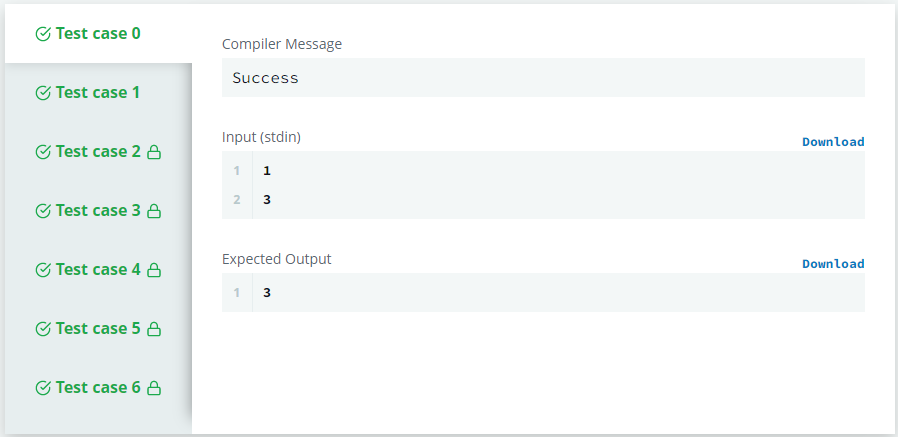 Test case 0
Test case 1
Test case 2
Test case 3
Test case 4
Test case 5
Test case 6
Compiler Message
Success
Input (stdin)
Download
1 1
2 3
Expected Output
Download
1 3